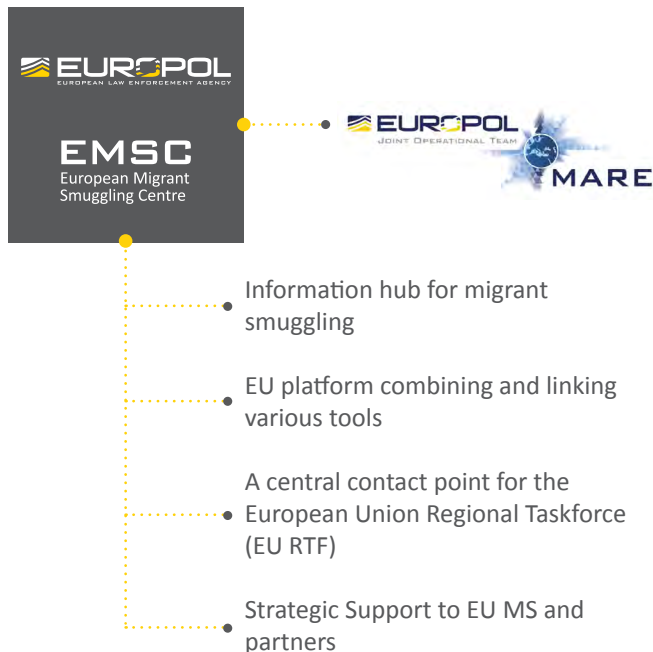 EUROPOL
EUROPEAN LAW ENFORCEMENT AGENCY
EMSC
European Migrant
Smuggling Centre
EUROPOL
JOINT OPERATIONAL TEAM
MARE
Information hub for migrant
smuggling
EU platform combining and linking
various tools
A central contact point for the
European Union Regional Taskforce
(EU RTF)
Strategic Support to EU MS and
partners